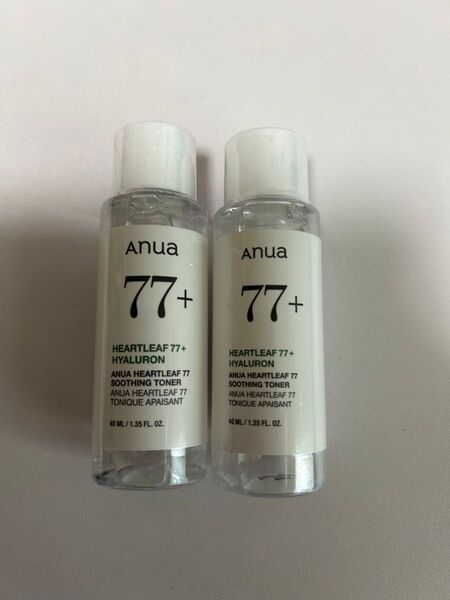 Anua
77+
HEARTLEAF 77+
HYALURON
ANUA HEARTLEAF 77
SOOTHING TONER
ANUA HEARTLEAF 77
TONIQUE APAISANT
40 ML / 1.35 FL. OZ.
Anua
77+
HEARTLEAF 77+
HYALURON
ANUA HEARTLEAF 77
SOOTHING TONER
ANUA HEARTLEAF 77
TONIQUE APAISANT
40 ML / 1.35 FL. OZ.